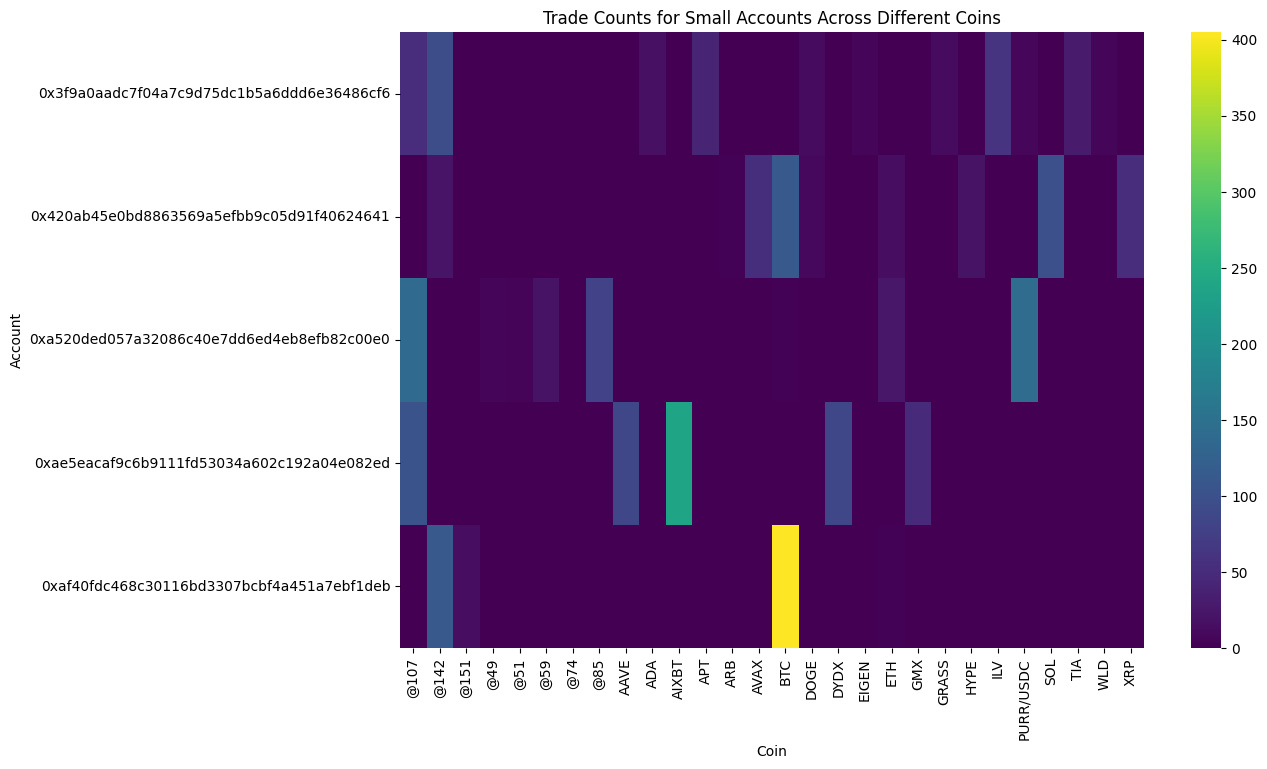 Trade Counts for Small Accounts Across Different Coins
Account
0x3f9a0aadc7f04a7c9d75dc1b5a6ddd6e36486cf6
0x420ab45e0bd8863569a5efbb9c05d91f40624641
0xa520ded057a32086c40e7dd6ed4eb8efb82c00e0
0xae5eacaf9c6b9111fd53034a602c192a04e082ed
0xaf40fdc468c30116bd3307bcbf4a451a7ebf1deb
@107
@142
@151
@49
@51
@59
@74
@85
AAVE
ADA
AIXBT
APT
ARB
AVAX
BTC
DOGE
DYDX
EIGEN
ETH
GMX
GRASS
HYPE
ILV
PURR/USDC
SOL
TIA
WLD
XRP
Coin
400
350
300
250
200
150
100
50
0